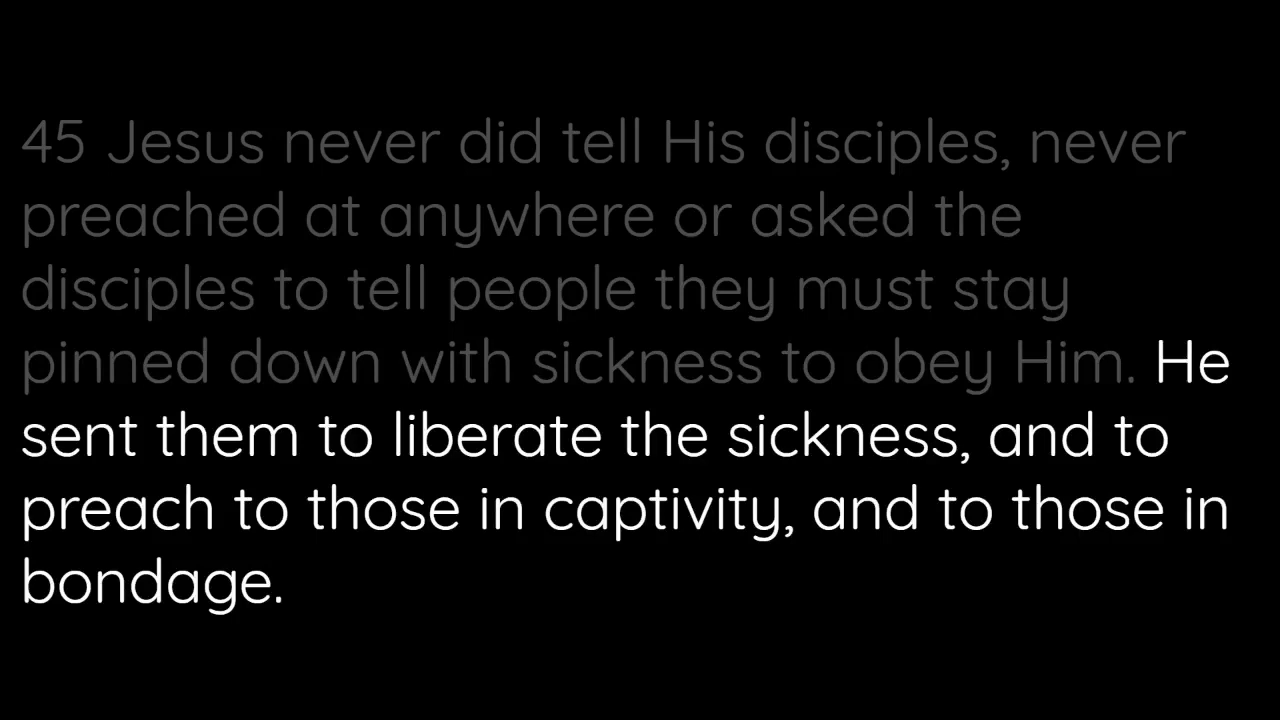 45 Jesus never did tell His disciples, never
preached at anywhere or asked the
disciples to tell people they must stay
pinned down with sickness to obey Him. He
sent them to liberate the sickness, and to
preach to those in captivity, and to those in
bondage.